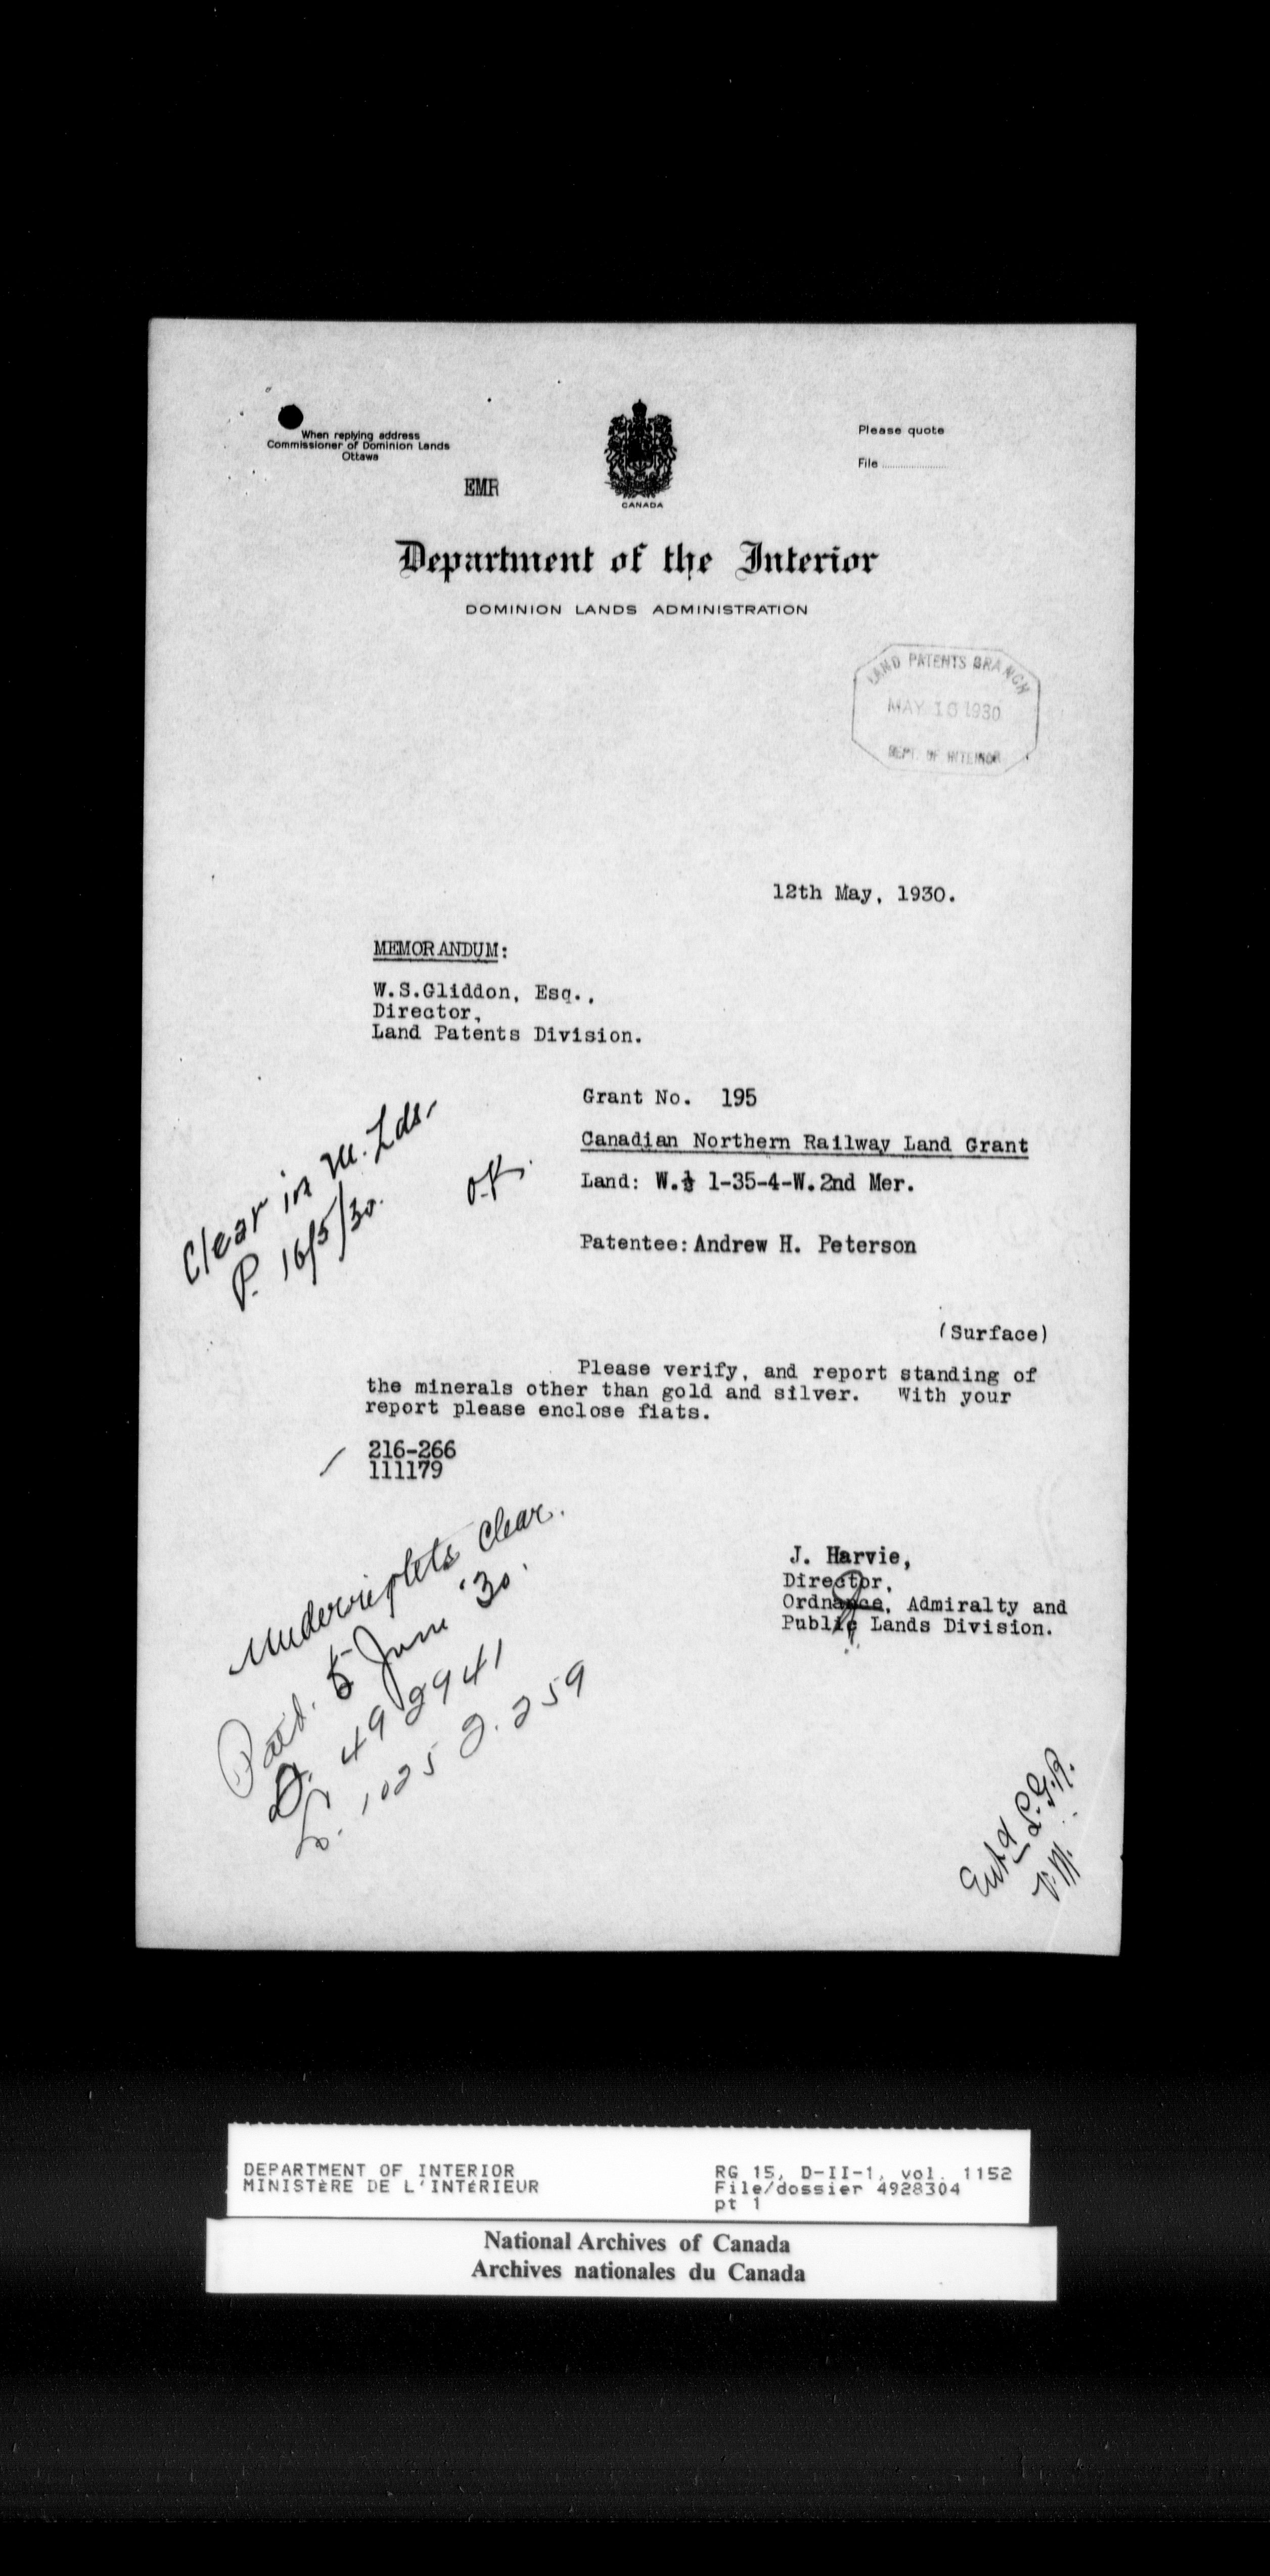 When replying address
Commissioner of Dominion Lands
Ottawa
EMR
CANADA
Please quote
File
Department of the Interior
DOMINION LANDS ADMINISTRATION
LAND PATENTS BRANCH
MAY 1 1930
DEPT. OF INTERIOR
12th May, 1930.
MEMORANDUM:
W.S.Gliddon, Esq.,
Director,
Land Patents Division.
Grant No. 195
Canadian Northern Railway Land Grant
Land: W.½ 1-35-4-W.2nd Mer.
Patentee: Andrew H. Peterson
Clear in M. Lds.
P. 16/5/30.
O.K.
(Surface)
Please verify, and report standing of
the minerals other than gold and silver. With your
report please enclose fiats.
216-266
111179
clear.
Patd. 5 June '30.
D. 492941
L. 1025 2.259
J. Harvie,
Director,
Ordnance, Admiralty and
Public Lands Division.
Entd L.G.R.
V.M.
DEPARTMENT OF INTERIOR
MINISTÈRE DE L'INTÉRIEUR
RG 15, D-II-1, vol. 1152
File/dossier 4928304
pt 1
National Archives of Canada
Archives nationales du Canada